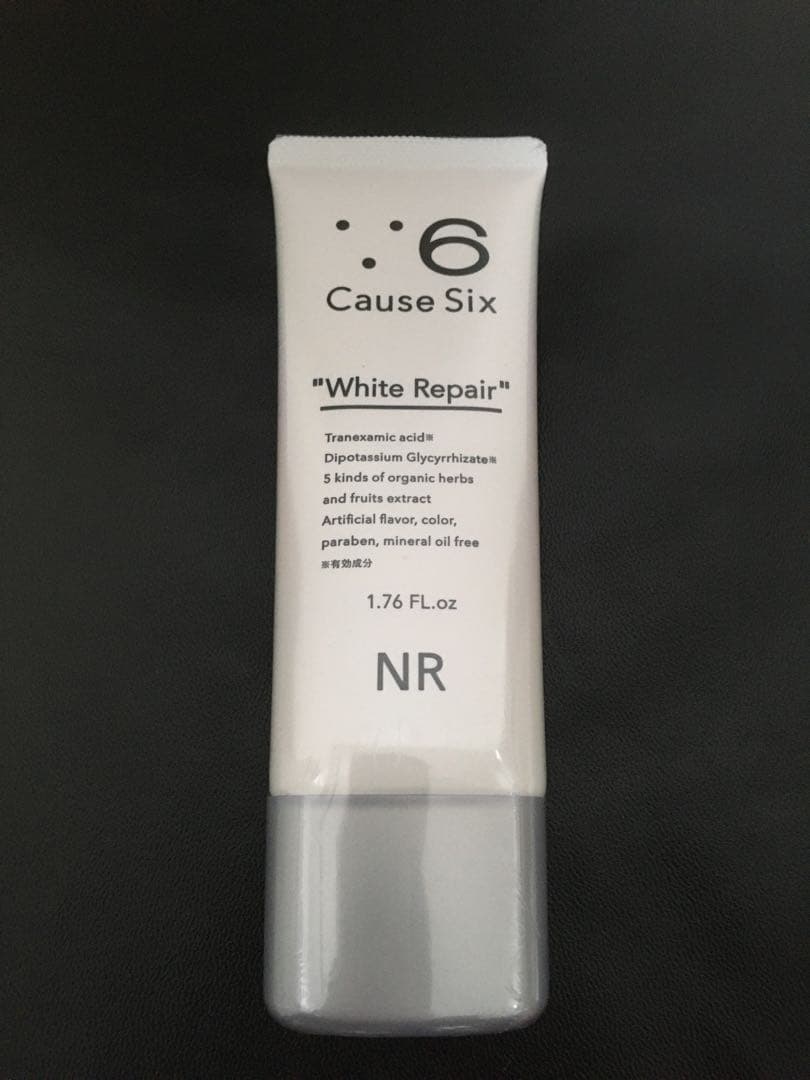 ∵6
Cause Six
"White Repair"
Tranexamic acid※
Dipotassium Glycyrrhizate※
5 kinds of organic herbs
and fruits extract
Artificial flavor, color,
paraben, mineral oil free
※有効成分
1.76 FL.oz
NR